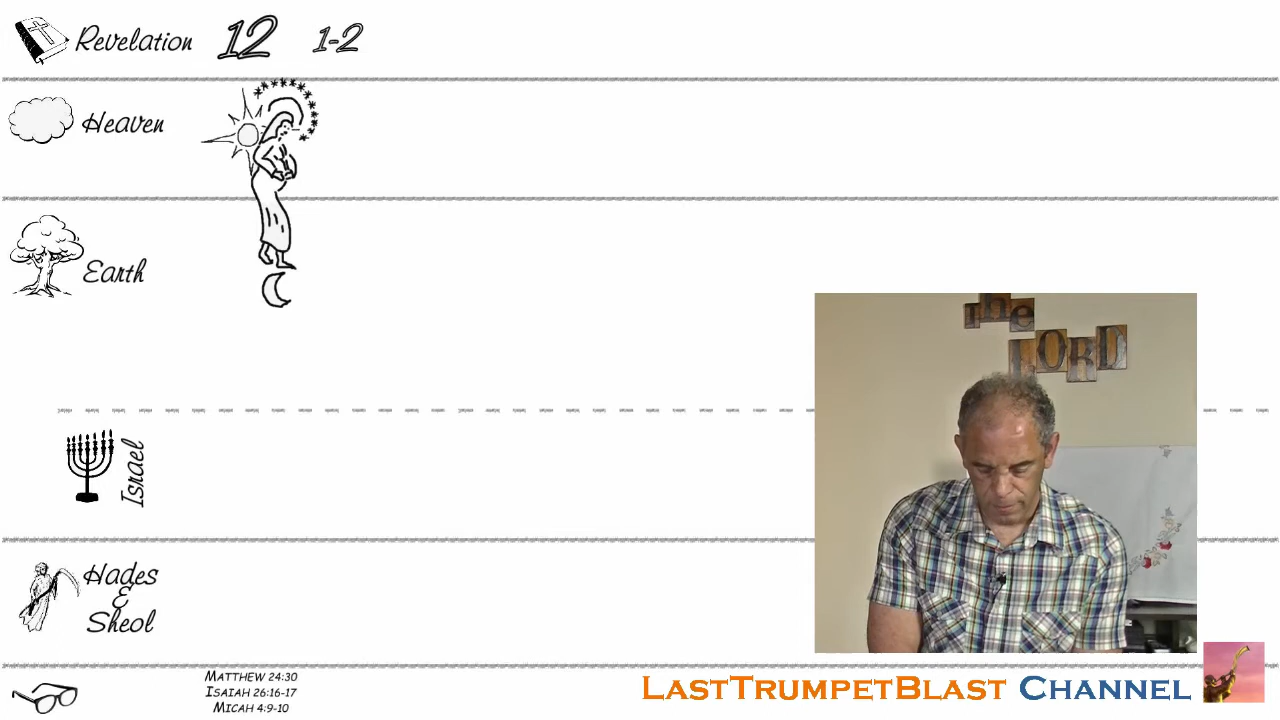 Revelation 12 1-2
Heaven
Earth
The
LORD
Israel
Hades
&
Sheol
MATTHEW 24:30
ISAIAH 26:16-17
MICAH 4:9-10
LASTTRUMPETBLAST CHANNEL